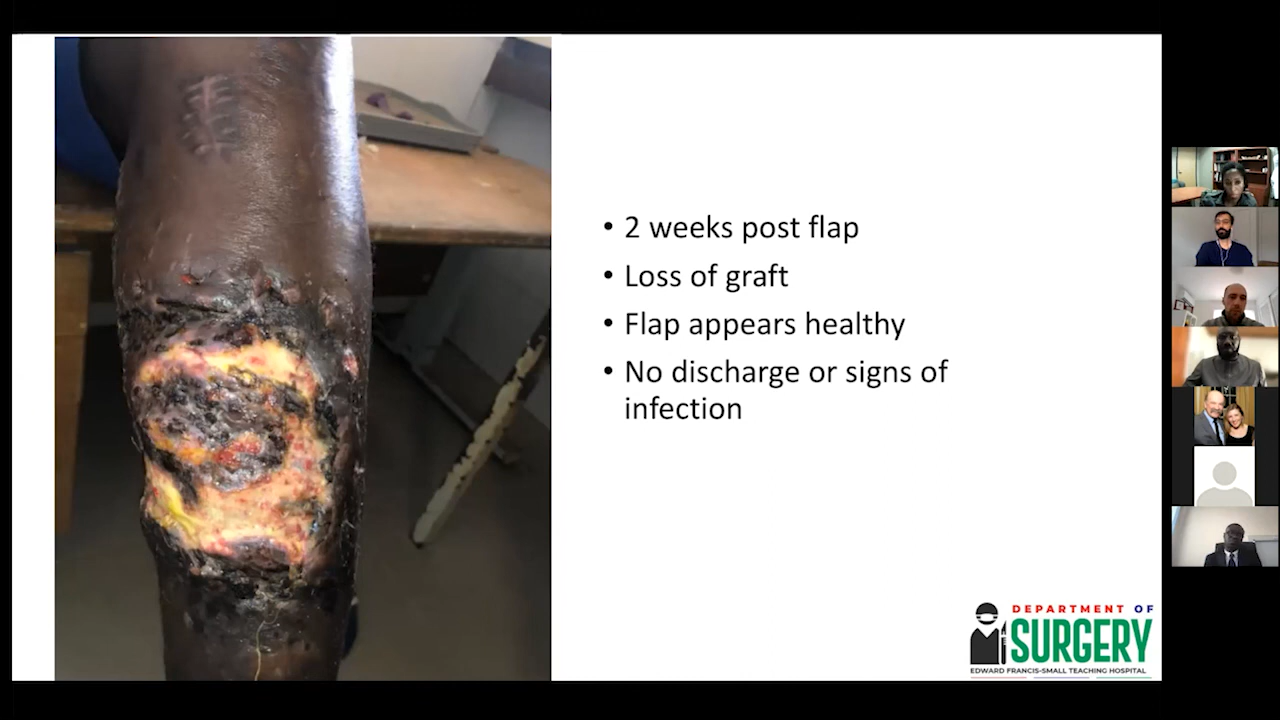 • 2 weeks post flap
• Loss of graft
• Flap appears healthy
• No discharge or signs of
infection
DEPARTMENT OF
SURGERY
EDWARD FRANCIS-SMALL TEACHING HOSPITAL